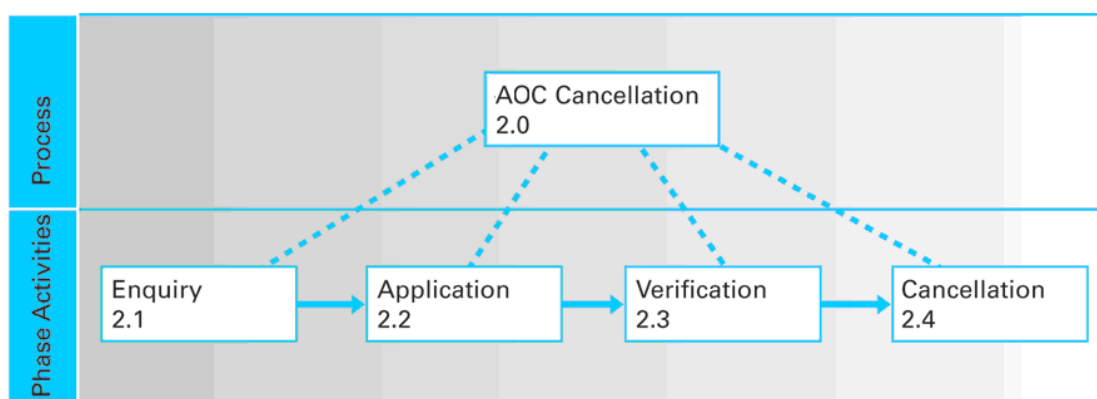 Process
AOC Cancellation
2.0
Phase Activities
Enquiry
2.1
Application
2.2
Verification
2.3
Cancellation
2.4